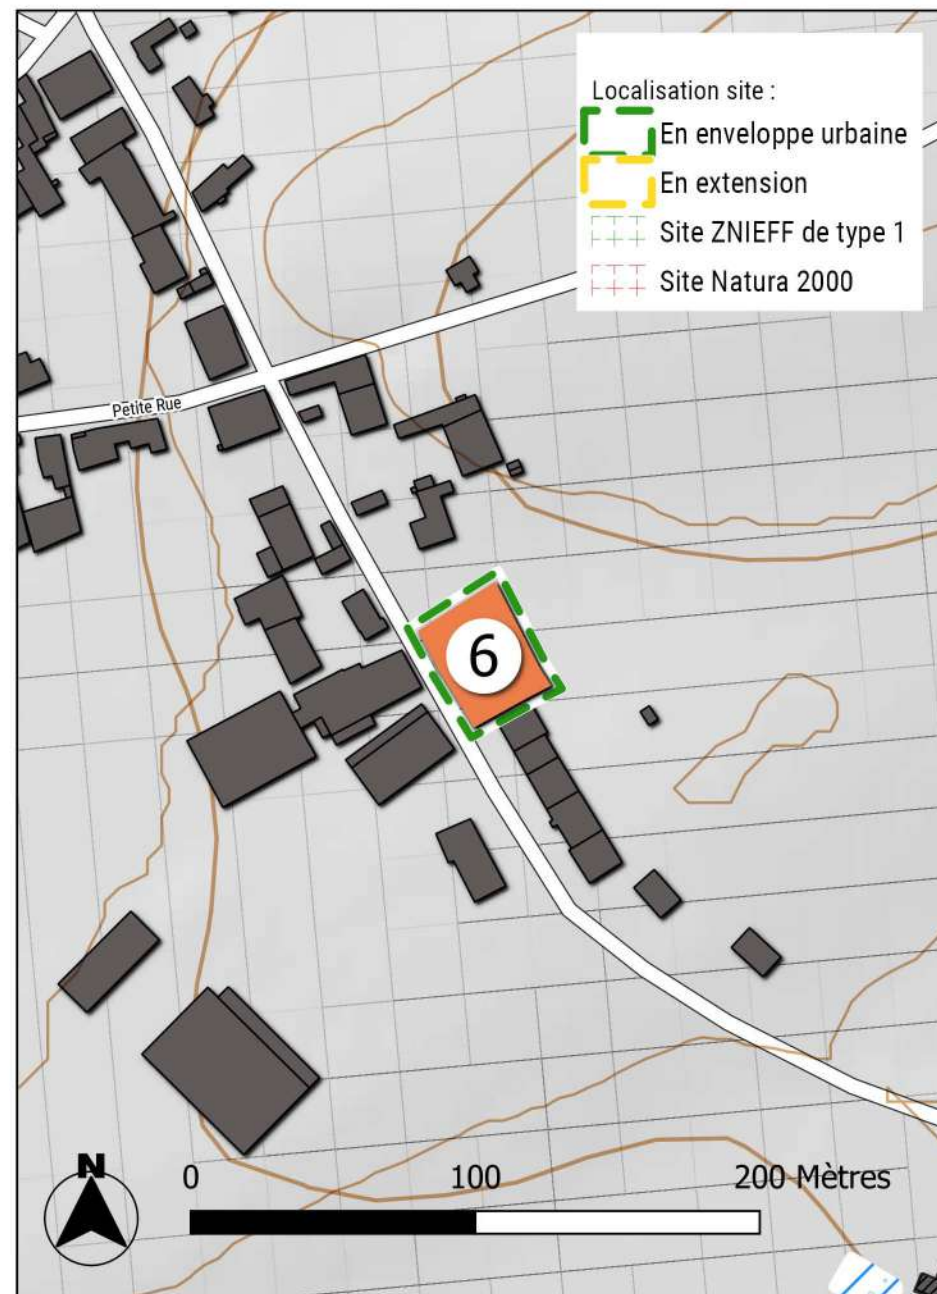 Localisation site :
En enveloppe urbaine
En extension
Site ZNIEFF de type 1
Site Natura 2000
Petite Rue
6
N
0 100 200 Mètres